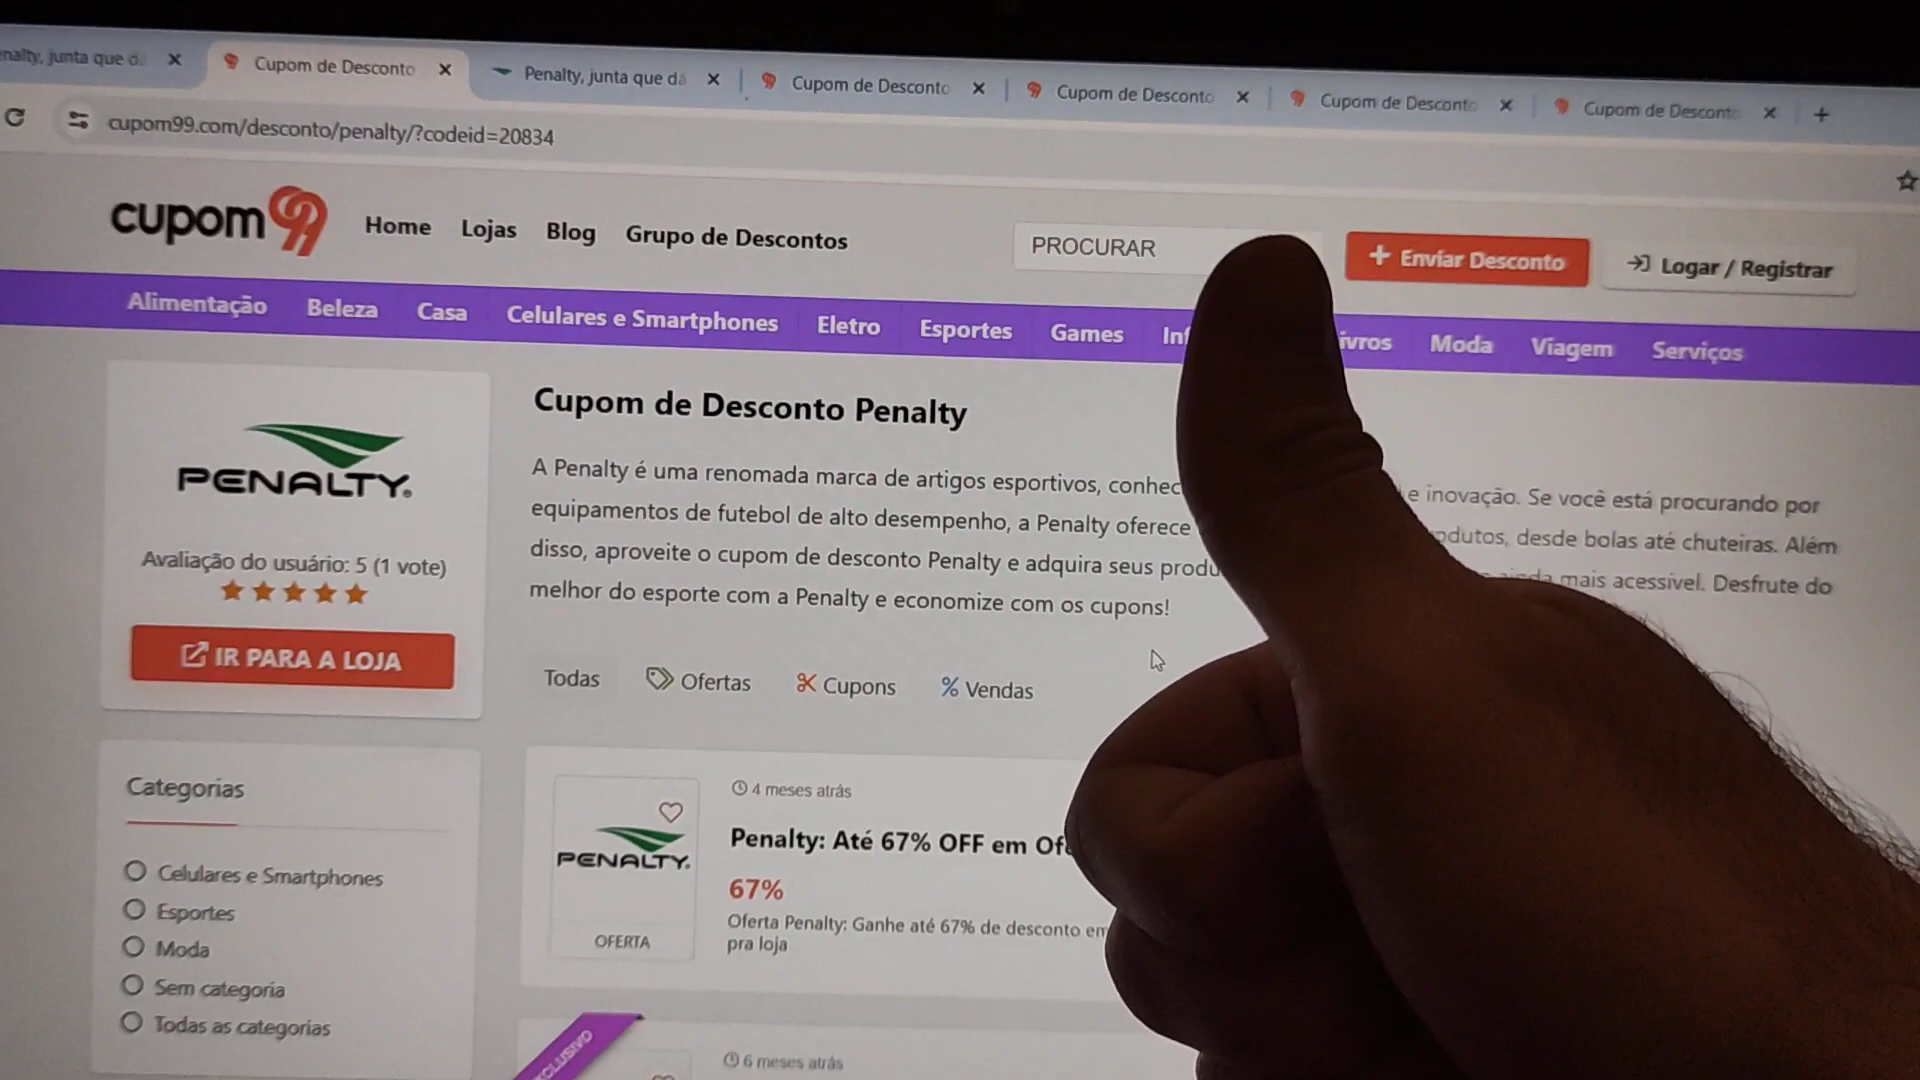 nalty, junta que d
Cupom de Desconto
Penalty, junta que da
Cupom de Desconto
Cupom de Desconto
Cupom de Desconto
Cupom de Desconto
cupom99.com/desconto/penalty/?codeid=20834
cupom99
Home
Lojas
Blog
Grupo de Descontos
PROCURAR
+ Enviar Desconto
Logar / Registrar
Alimentação
Beleza
Casa
Celulares e Smartphones
Eletro
Esportes
Games
Inf
ivros
Moda
Viagem
Serviços
PENALTY
Avaliação do usuário: 5 (1 vote)
IR PARA A LOJA
Cupom de Desconto Penalty
A Penalty é uma renomada marca de artigos esportivos, conhec e inovação. Se você está procurando por
equipamentos de futebol de alto desempenho, a Penalty oferece odutos, desde bolas até chuteiras. Além
disso, aproveite o cupom de desconto Penalty e adquira seus produ ainda mais acessível. Desfrute do
melhor do esporte com a Penalty e economize com os cupons!
Todas
Ofertas
Cupons
% Vendas
Categorias
Celulares e Smartphones
Esportes
Moda
Sem categoria
Todas as categorias
PENALTY
OFERTA
4 meses atrás
Penalty: Até 67% OFF em Ofe
67%
Oferta Penalty: Ganhe até 67% de desconto em
pra loja
XCLUSIVO
6 meses atrás